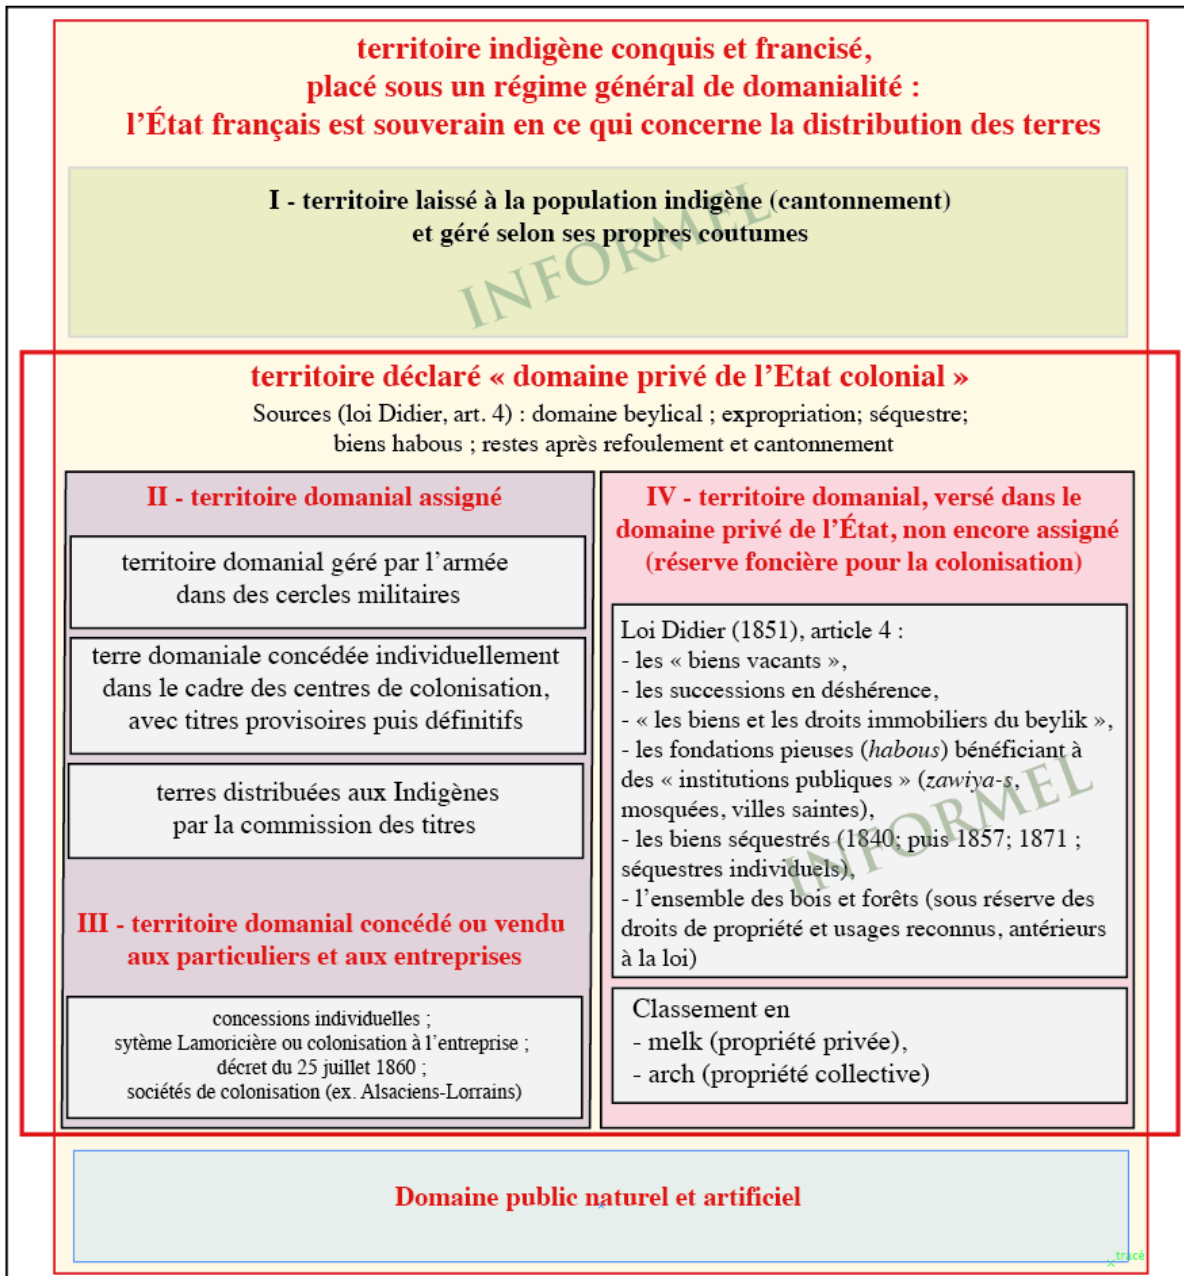 territoire indigène conquis et francisé,
placé sous un régime général de domanialité :
l’État français est souverain en ce qui concerne la distribution des terres
I - territoire laissé à la population indigène (cantonnement)
et géré selon ses propres coutumes
INFORMEL
territoire déclaré « domaine privé de l’Etat colonial »
Sources (loi Didier, art. 4) : domaine beylical ; expropriation; séquestre;
biens habous ; restes après refoulement et cantonnement
II - territoire domanial assigné
territoire domanial géré par l’armée
dans des cercles militaires
terre domaniale concédée individuellement
dans le cadre des centres de colonisation,
avec titres provisoires puis définitifs
terres distribuées aux Indigènes
par la commission des titres
III - territoire domanial concédé ou vendu
aux particuliers et aux entreprises
concessions individuelles ;
sytème Lamoricière ou colonisation à l’entreprise ;
décret du 25 juillet 1860 ;
sociétés de colonisation (ex. Alsaciens-Lorrains)
IV - territoire domanial, versé dans le
domaine privé de l’État, non encore assigné
(réserve foncière pour la colonisation)
Loi Didier (1851), article 4 :
- les « biens vacants »,
- les successions en déshérence,
- « les biens et les droits immobiliers du beylik »,
- les fondations pieuses (habous) bénéficiant à
des « institutions publiques » (zawiya-s,
mosquées, villes saintes),
- les biens séquestrés (1840; puis 1857; 1871 ;
séquestres individuels),
- l’ensemble des bois et forêts (sous réserve des
droits de propriété et usages reconnus, antérieurs
à la loi)
INFORMEL
Classement en
- melk (propriété privée),
- arch (propriété collective)
Domaine public naturel et artificiel
tracé